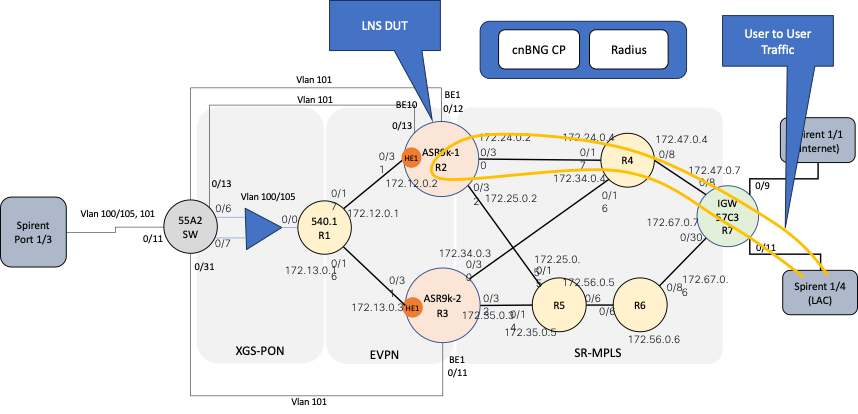 LNS DUT
cnBNG CP
Radius
User to User
Traffic
Vlan 101
Vlan 101
BE1
0/12
BE10
0/13
172.24.0.2
172.24.0.4
172.47.0.4
0/8
irent 1/1
nternet)
ASR9k-1
R2
HE1
0/3
1
0/3
0
0/1
7
R4
172.47.0.7
0/8
0/9
172.12.0.2
172.34.0.4
0/3
2
172.25.0.2
0/1
6
0/13
Vlan 100/105
0/1
7
172.12.0.1
Spirent
Port 1/3
Vlan 100/105, 101
0/11
55A2
SW
0/6
0/7
0/0
540.1
R1
IGW
57C3
R7
172.67.0.7
0/30
0/11
0/31
172.13.0.1
0/1
6
172.34.0.3
0/3
0
172.25.0.
5
0/1
5
172.56.0.5
172.67.0.
6
0/8
Spirent 1/4
(LAC)
0/3
1
172.13.0.3
HE1
ASR9k-2
R3
0/3
2
172.35.0.3
0/1
4
R5
0/6
0/6
R6
172.35.0.5
172.56.0.6
XGS-PON
EVPN
BE1
0/11
SR-MPLS
Vlan 101